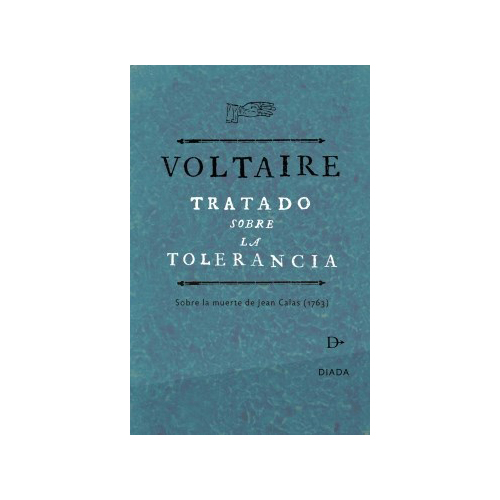 VOLTAIRE
TRATADO
SOBRE
LA
TOLERANCIA
Sobre la muerte de Jean Calas (1763)
D
DIADA